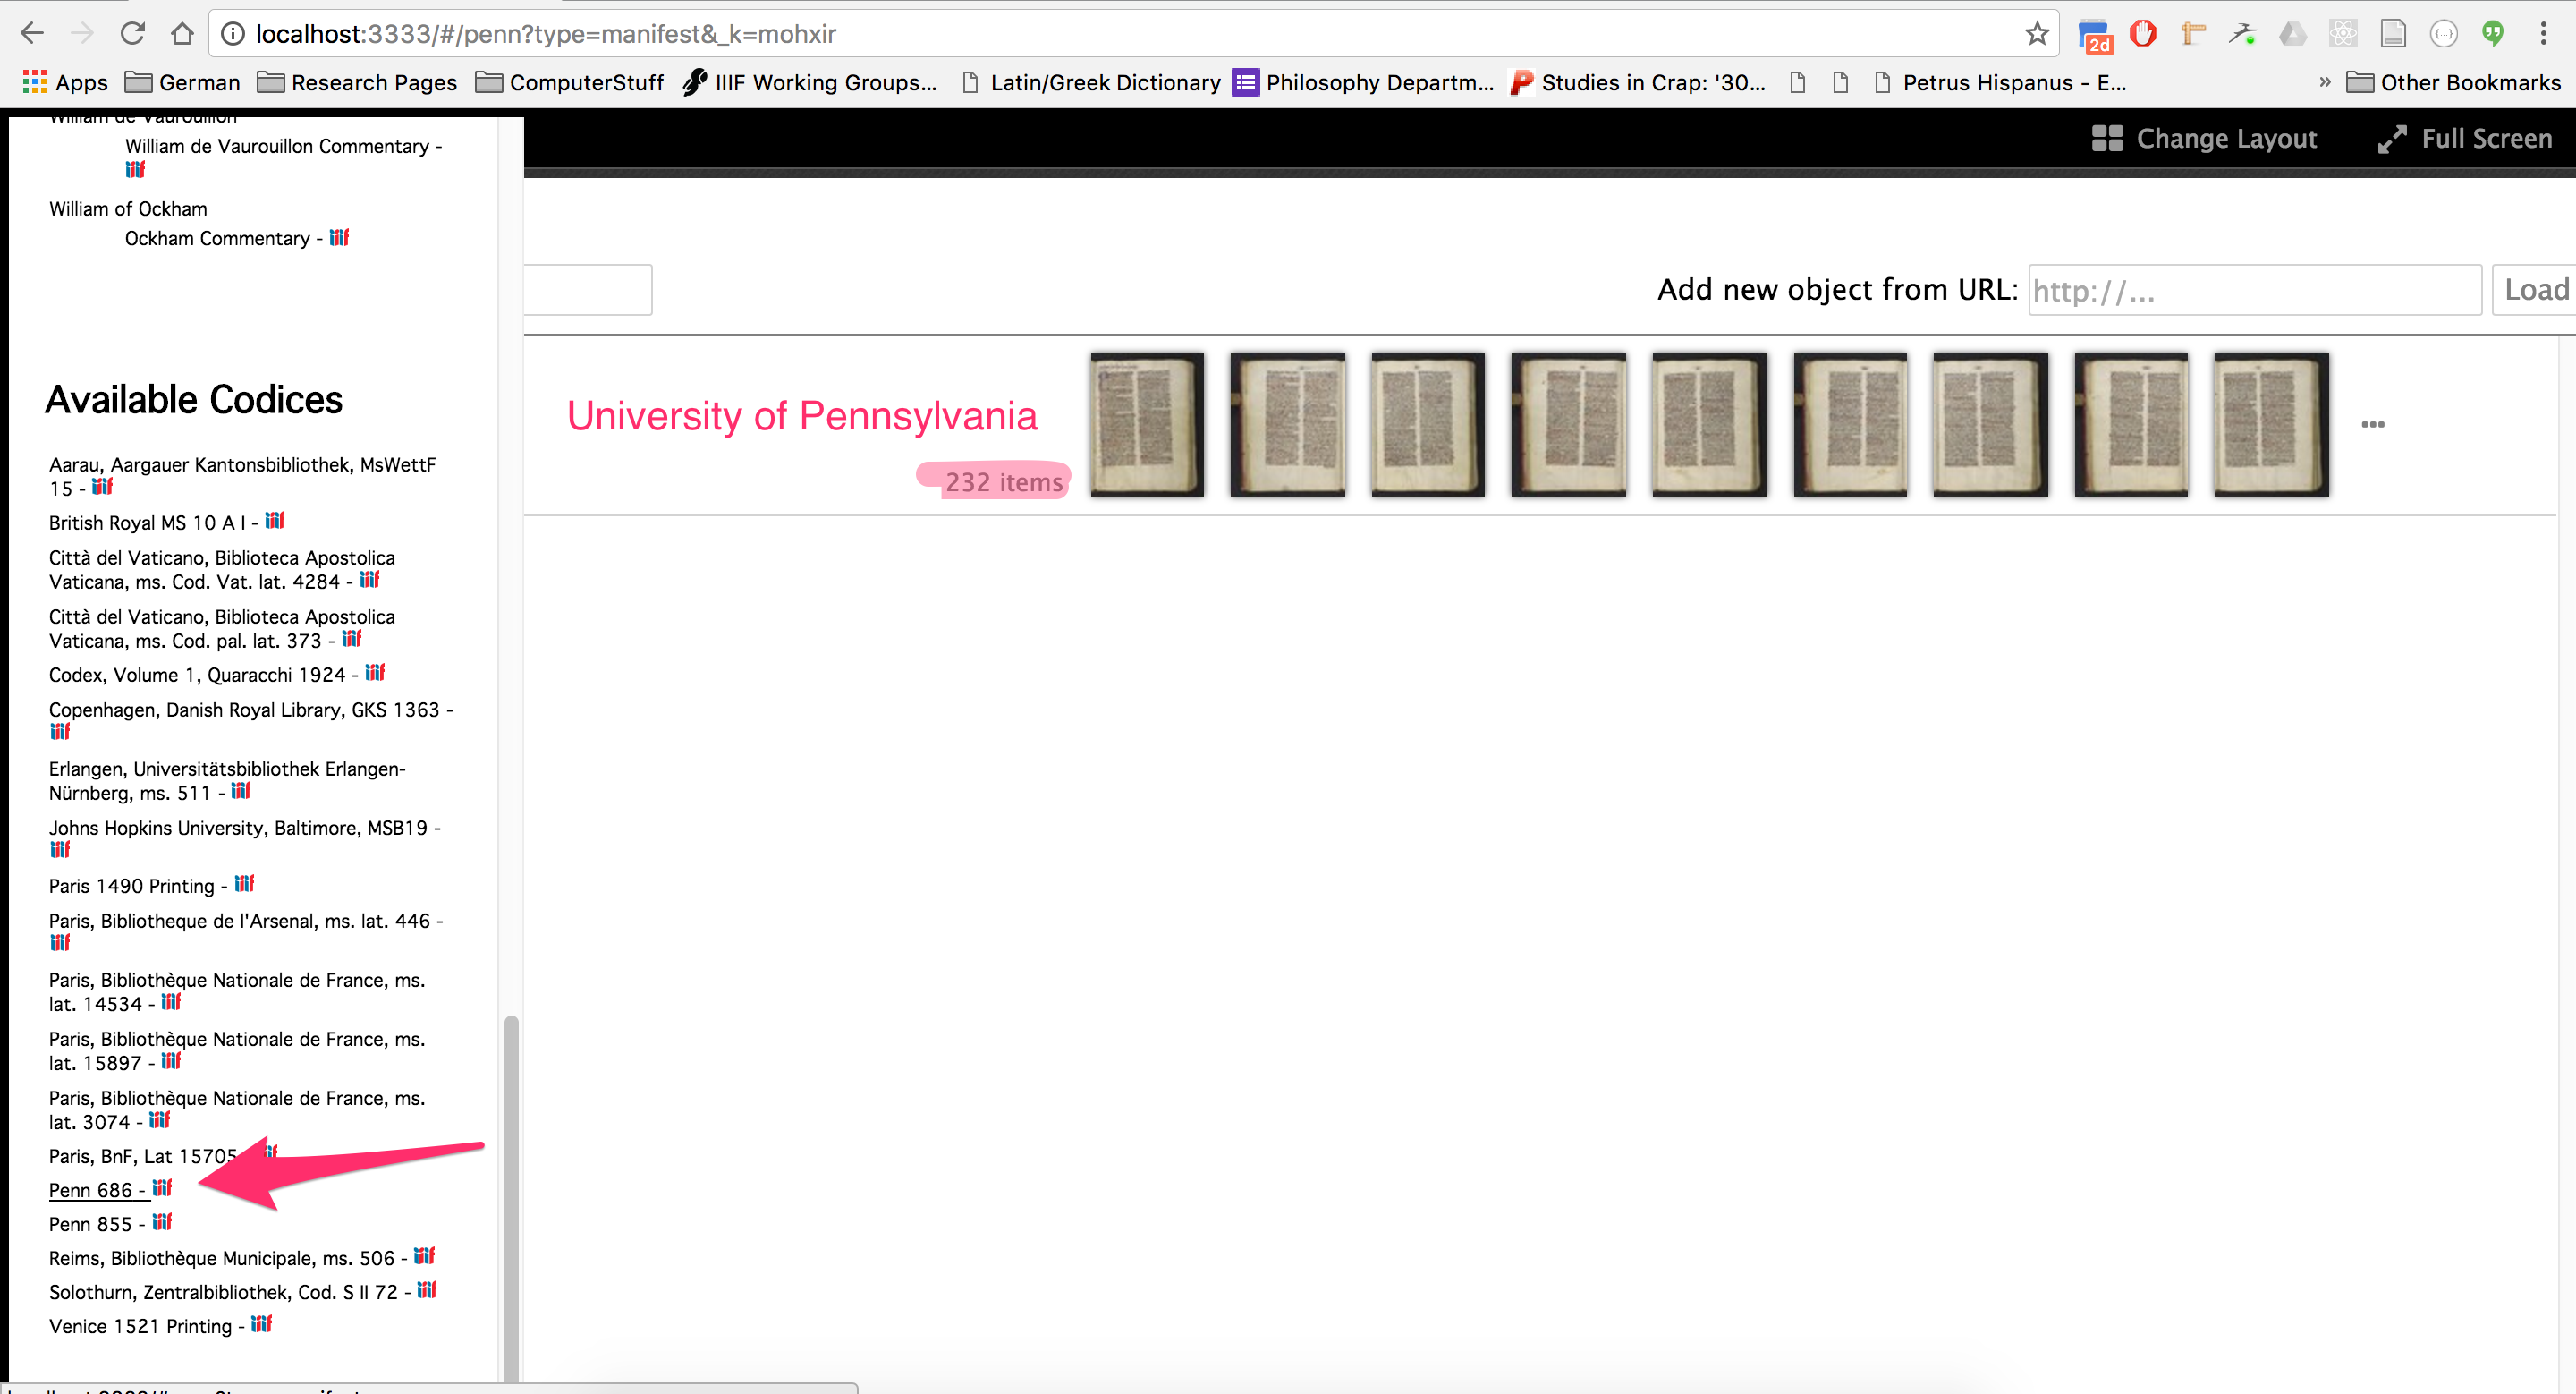 localhost:3333/#/penn?type=manifest&_k=mohxir
2d
Apps German Research Pages ComputerStuff IIIF Working Groups... Latin/Greek Dictionary Philosophy Departm... Studies in Crap: '30... Petrus Hispanus - E... » Other Bookmarks
Change Layout Full Screen
William de Vaurouillon
William de Vaurouillon Commentary -
iiif
William of Ockham
Ockham Commentary - iiif
Add new object from URL: http://... Load
Available Codices
Aarau, Aargauer Kantonsbibliothek, MsWettF
15 - iiif
British Royal MS 10 A I - iiif
Città del Vaticano, Biblioteca Apostolica
Vaticana, ms. Cod. Vat. lat. 4284 - iiif
Città del Vaticano, Biblioteca Apostolica
Vaticana, ms. Cod. pal. lat. 373 - iiif
Codex, Volume 1, Quaracchi 1924 - iiif
Copenhagen, Danish Royal Library, GKS 1363 -
iiif
Erlangen, Universitätsbibliothek Erlangen-
Nürnberg, ms. 511 - iiif
Johns Hopkins University, Baltimore, MSB19 -
iiif
Paris 1490 Printing - iiif
Paris, Bibliotheque de l'Arsenal, ms. lat. 446 -
iiif
Paris, Bibliothèque Nationale de France, ms.
lat. 14534 - iiif
Paris, Bibliothèque Nationale de France, ms.
lat. 15897 - iiif
Paris, Bibliothèque Nationale de France, ms.
lat. 3074 - iiif
Paris, BnF, Lat 15705
Penn 686 - iiif
Penn 855 - iiif
Reims, Bibliothèque Municipale, ms. 506 - iiif
Solothurn, Zentralbibliothek, Cod. S II 72 - iiif
Venice 1521 Printing - iiif
University of Pennsylvania
232 items
...